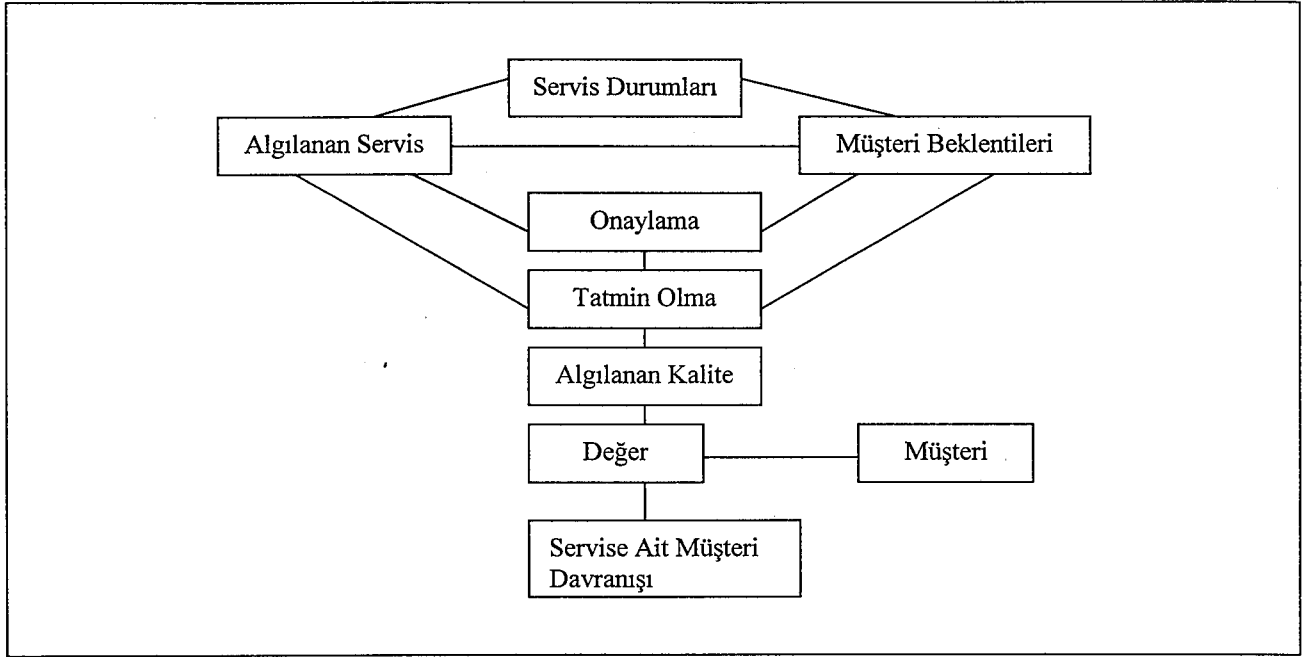 Servis Durumları
Algılanan Servis
Müşteri Beklentileri
Onaylama
Tatmin Olma
Algılanan Kalite
Değer
Müşteri
Servise Ait Müşteri
Davranışı